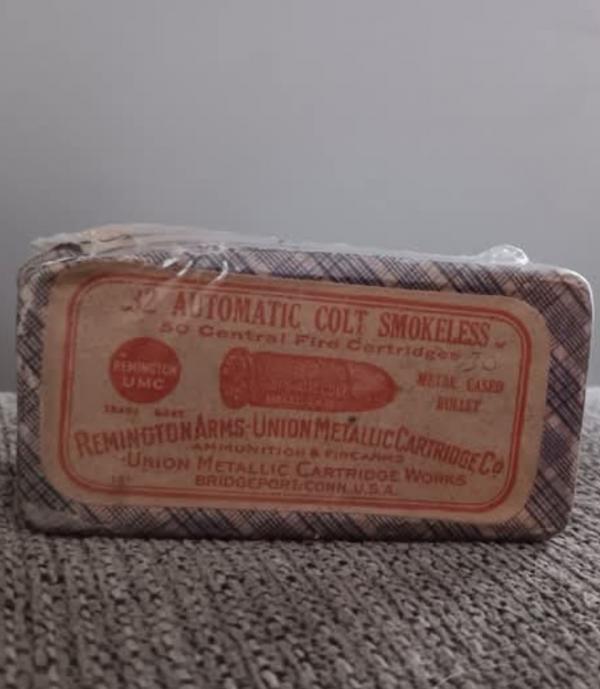 32 AUTOMATIC COLT SMOKELESS
50 Central Fire Cartridges
REMINGTON
UMC
METAL CASED
BULLET
TRADE MARK
REMINGTON ARMS-UNION METALLIC CARTRIDGE Co
AMMUNITION & FIREARMS
UNION METALLIC CARTRIDGE WORKS
BRIDGEPORT, CONN. U.S.A.